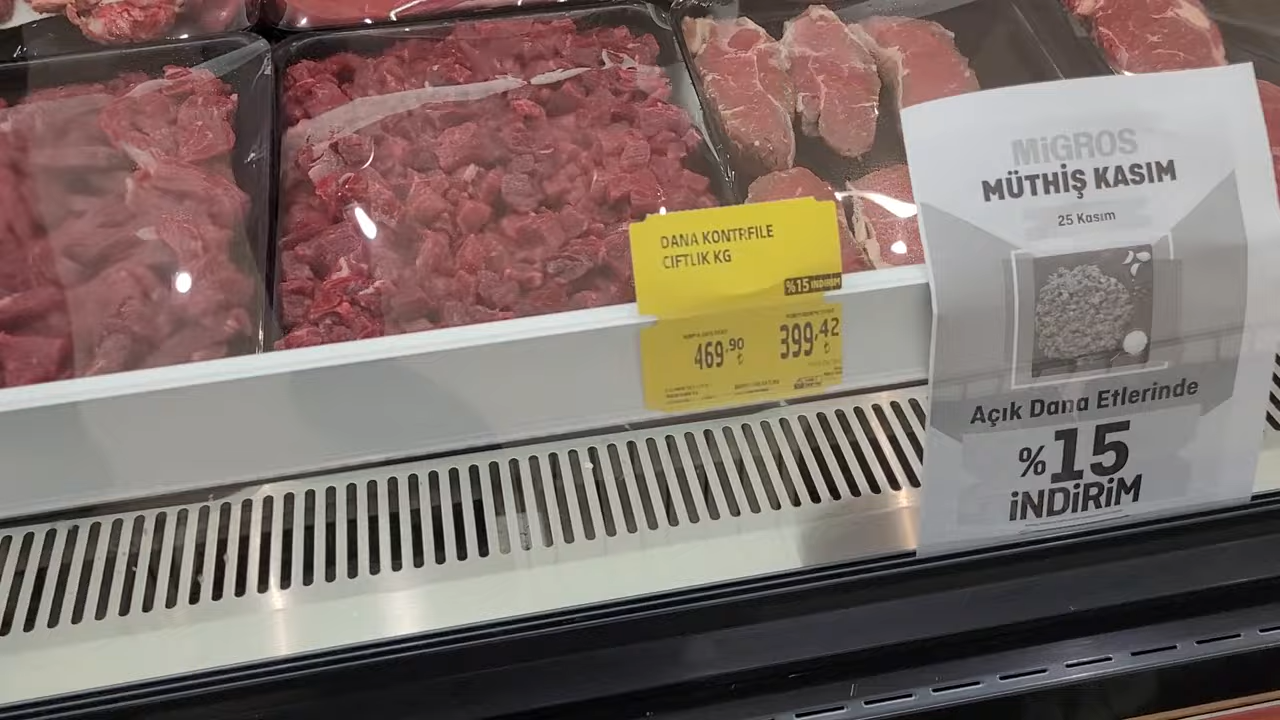 DANA KONTRFILE
CIFTLIK KG
%15 İNDİRİM
469,90 ₺
399,42 ₺
MİGROS
MÜTHİŞ KASIM
25 Kasım
Açık Dana Etlerinde
%15
İNDİRİM